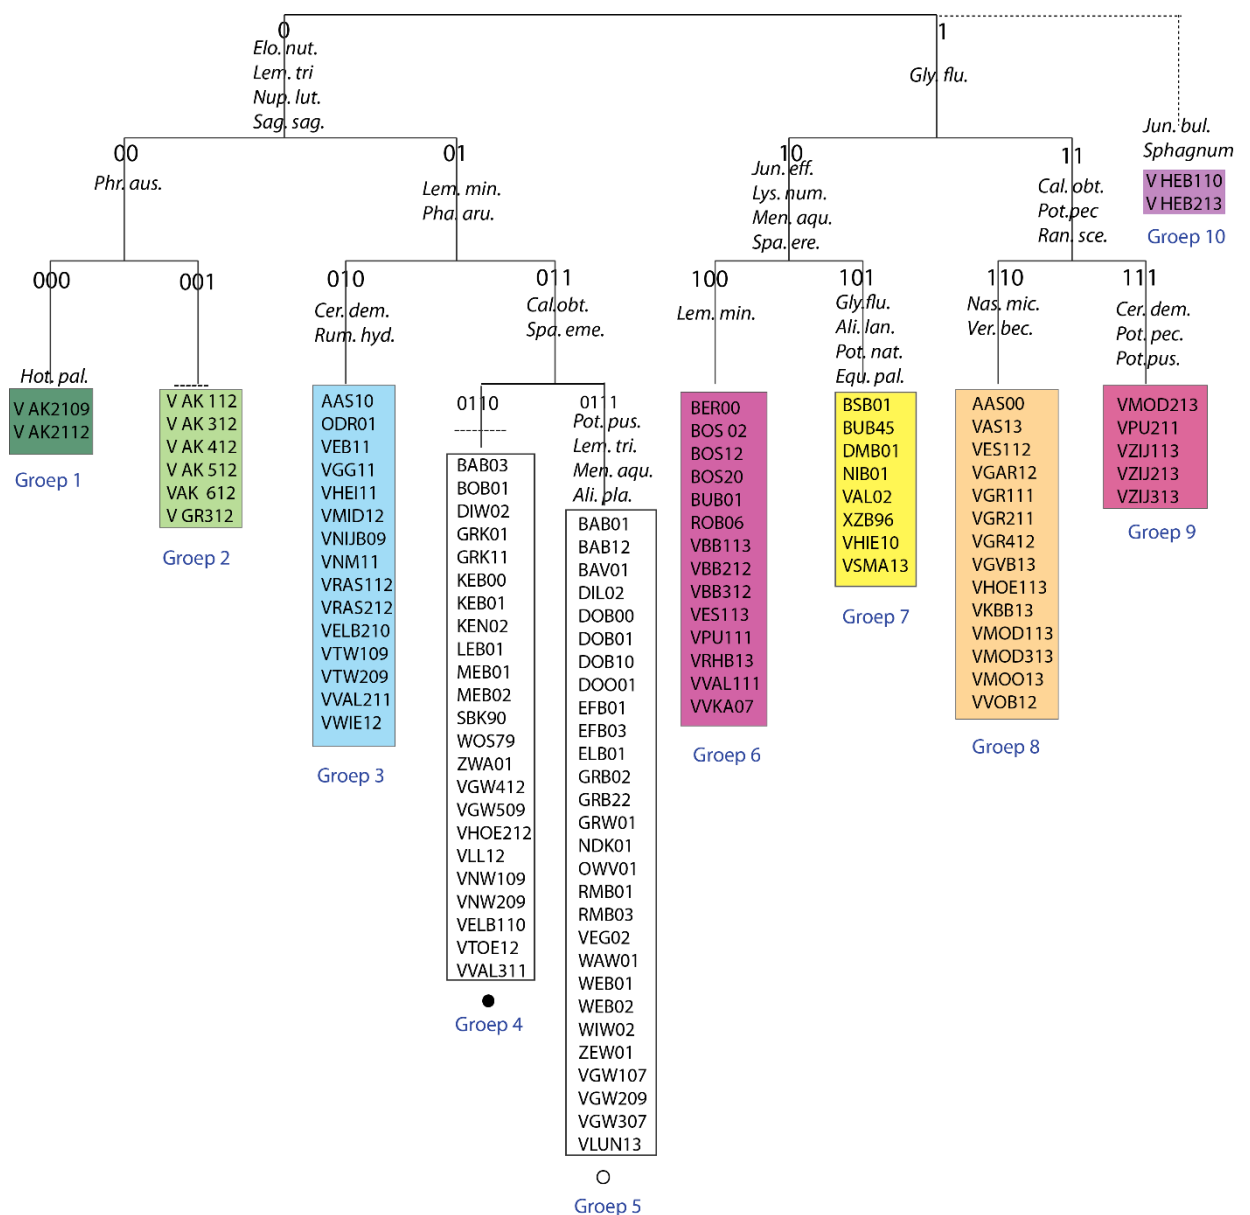 0
Elo. nut.
Lem. tri
Nup. lut.
Sag. sag.
1
Gly. flu.
00
Phr. aus.
01
Lem. min.
Pha. aru.
10
Jun. eff.
Lys. num.
Men. aqu.
Spa. ere.
11
Cal. obt.
Pot.pec
Ran. sce.
Jun. bul.
Sphagnum
V HEB110
V HEB213
Groep 10
000
Hot. pal.
V AK2109
V AK2112
Groep 1
001
V AK 112
V AK 312
V AK 412
V AK 512
VAK 612
V GR312
Groep 2
010
Cer. dem.
Rum. hyd.
AAS10
ODR01
VEB11
VGG11
VHEI11
VMID12
VNIJB09
VNM11
VRAS112
VRAS212
VELB210
VTW109
VTW209
VVAL211
VWIE12
Groep 3
011
Cal.obt.
Spa. eme.
0110
BAB03
BOB01
DIW02
GRK01
GRK11
KEB00
KEB01
KEN02
LEB01
MEB01
MEB02
SBK90
WOS79
ZWA01
VGW412
VGW509
VHOE212
VLL12
VNW109
VNW209
VELB110
VTOE12
VVAL311
Groep 4
0111
Pot. pus.
Lem. tri.
Men. aqu.
Ali. pla.
BAB01
BAB12
BAV01
DIL02
DOB00
DOB01
DOB10
DOO01
EFB01
EFB03
ELB01
GRB02
GRB22
GRW01
NDK01
OWV01
RMB01
RMB03
VEG02
WAW01
WEB01
WEB02
WIW02
ZEW01
VGW107
VGW209
VGW307
VLUN13
Groep 5
100
Lem. min.
BER00
BOS 02
BOS12
BOS20
BUB01
ROB06
VBB113
VBB212
VBB312
VES113
VPU111
VRHB13
VVAL111
VVKA07
Groep 6
101
Gly.flu.
Ali. lan.
Pot. nat.
Equ. pal.
BSB01
BUB45
DMB01
NIB01
VAL02
XZB96
VHIE10
VSMA13
Groep 7
110
Nas. mic.
Ver. bec.
AAS00
VAS13
VES112
VGAR12
VGR111
VGR211
VGR412
VGVB13
VHOE113
VKBB13
VMOD113
VMOD313
VMOO13
VVOB12
Groep 8
111
Cer. dem.
Pot. pec.
Pot.pus.
VMOD213
VPU211
VZIJ113
VZIJ213
VZIJ313
Groep 9